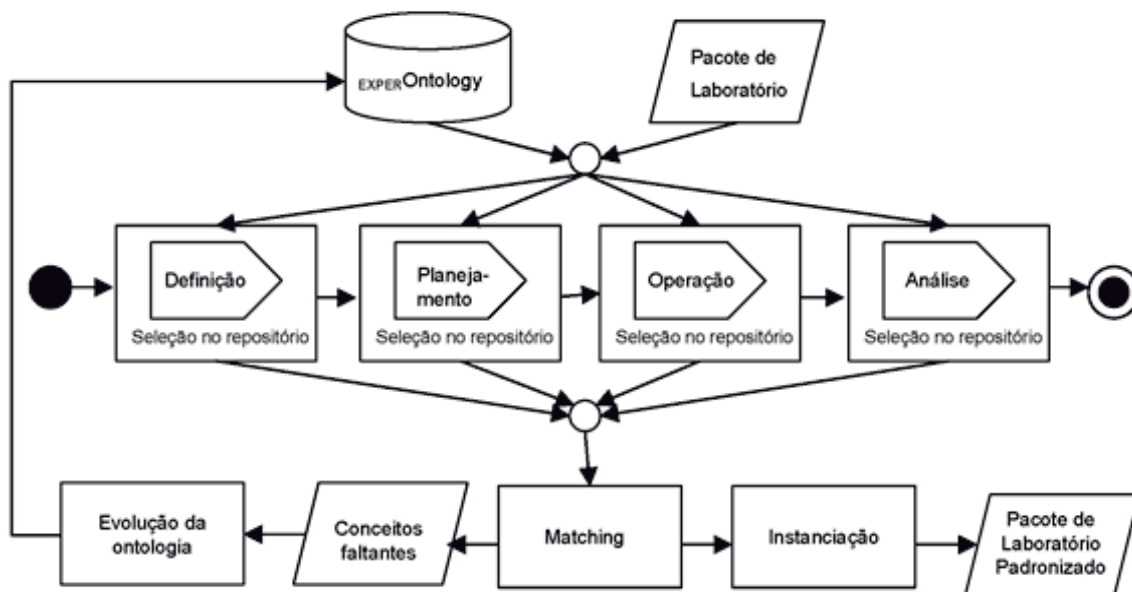 EXPEROntology
Pacote de
Laboratório
Definição
Seleção no repositório
Planeja-
mento
Seleção no repositório
Operação
Seleção no repositório
Análise
Seleção no repositório
Evolução da
ontologia
Conceitos
faltantes
Matching
Instanciação
Pacote de
Laboratório
Padronizado